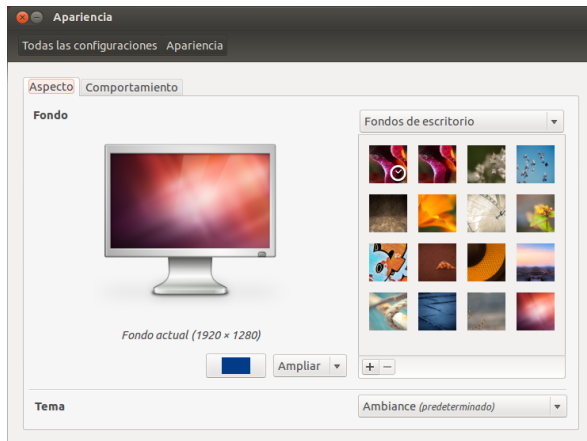 Apariencia
Todas las configuraciones Apariencia
Aspecto Comportamiento
Fondo
Fondos de escritorio
Fondo actual (1920 × 1280)
Ampliar
Tema
Ambiance (predeterminado)